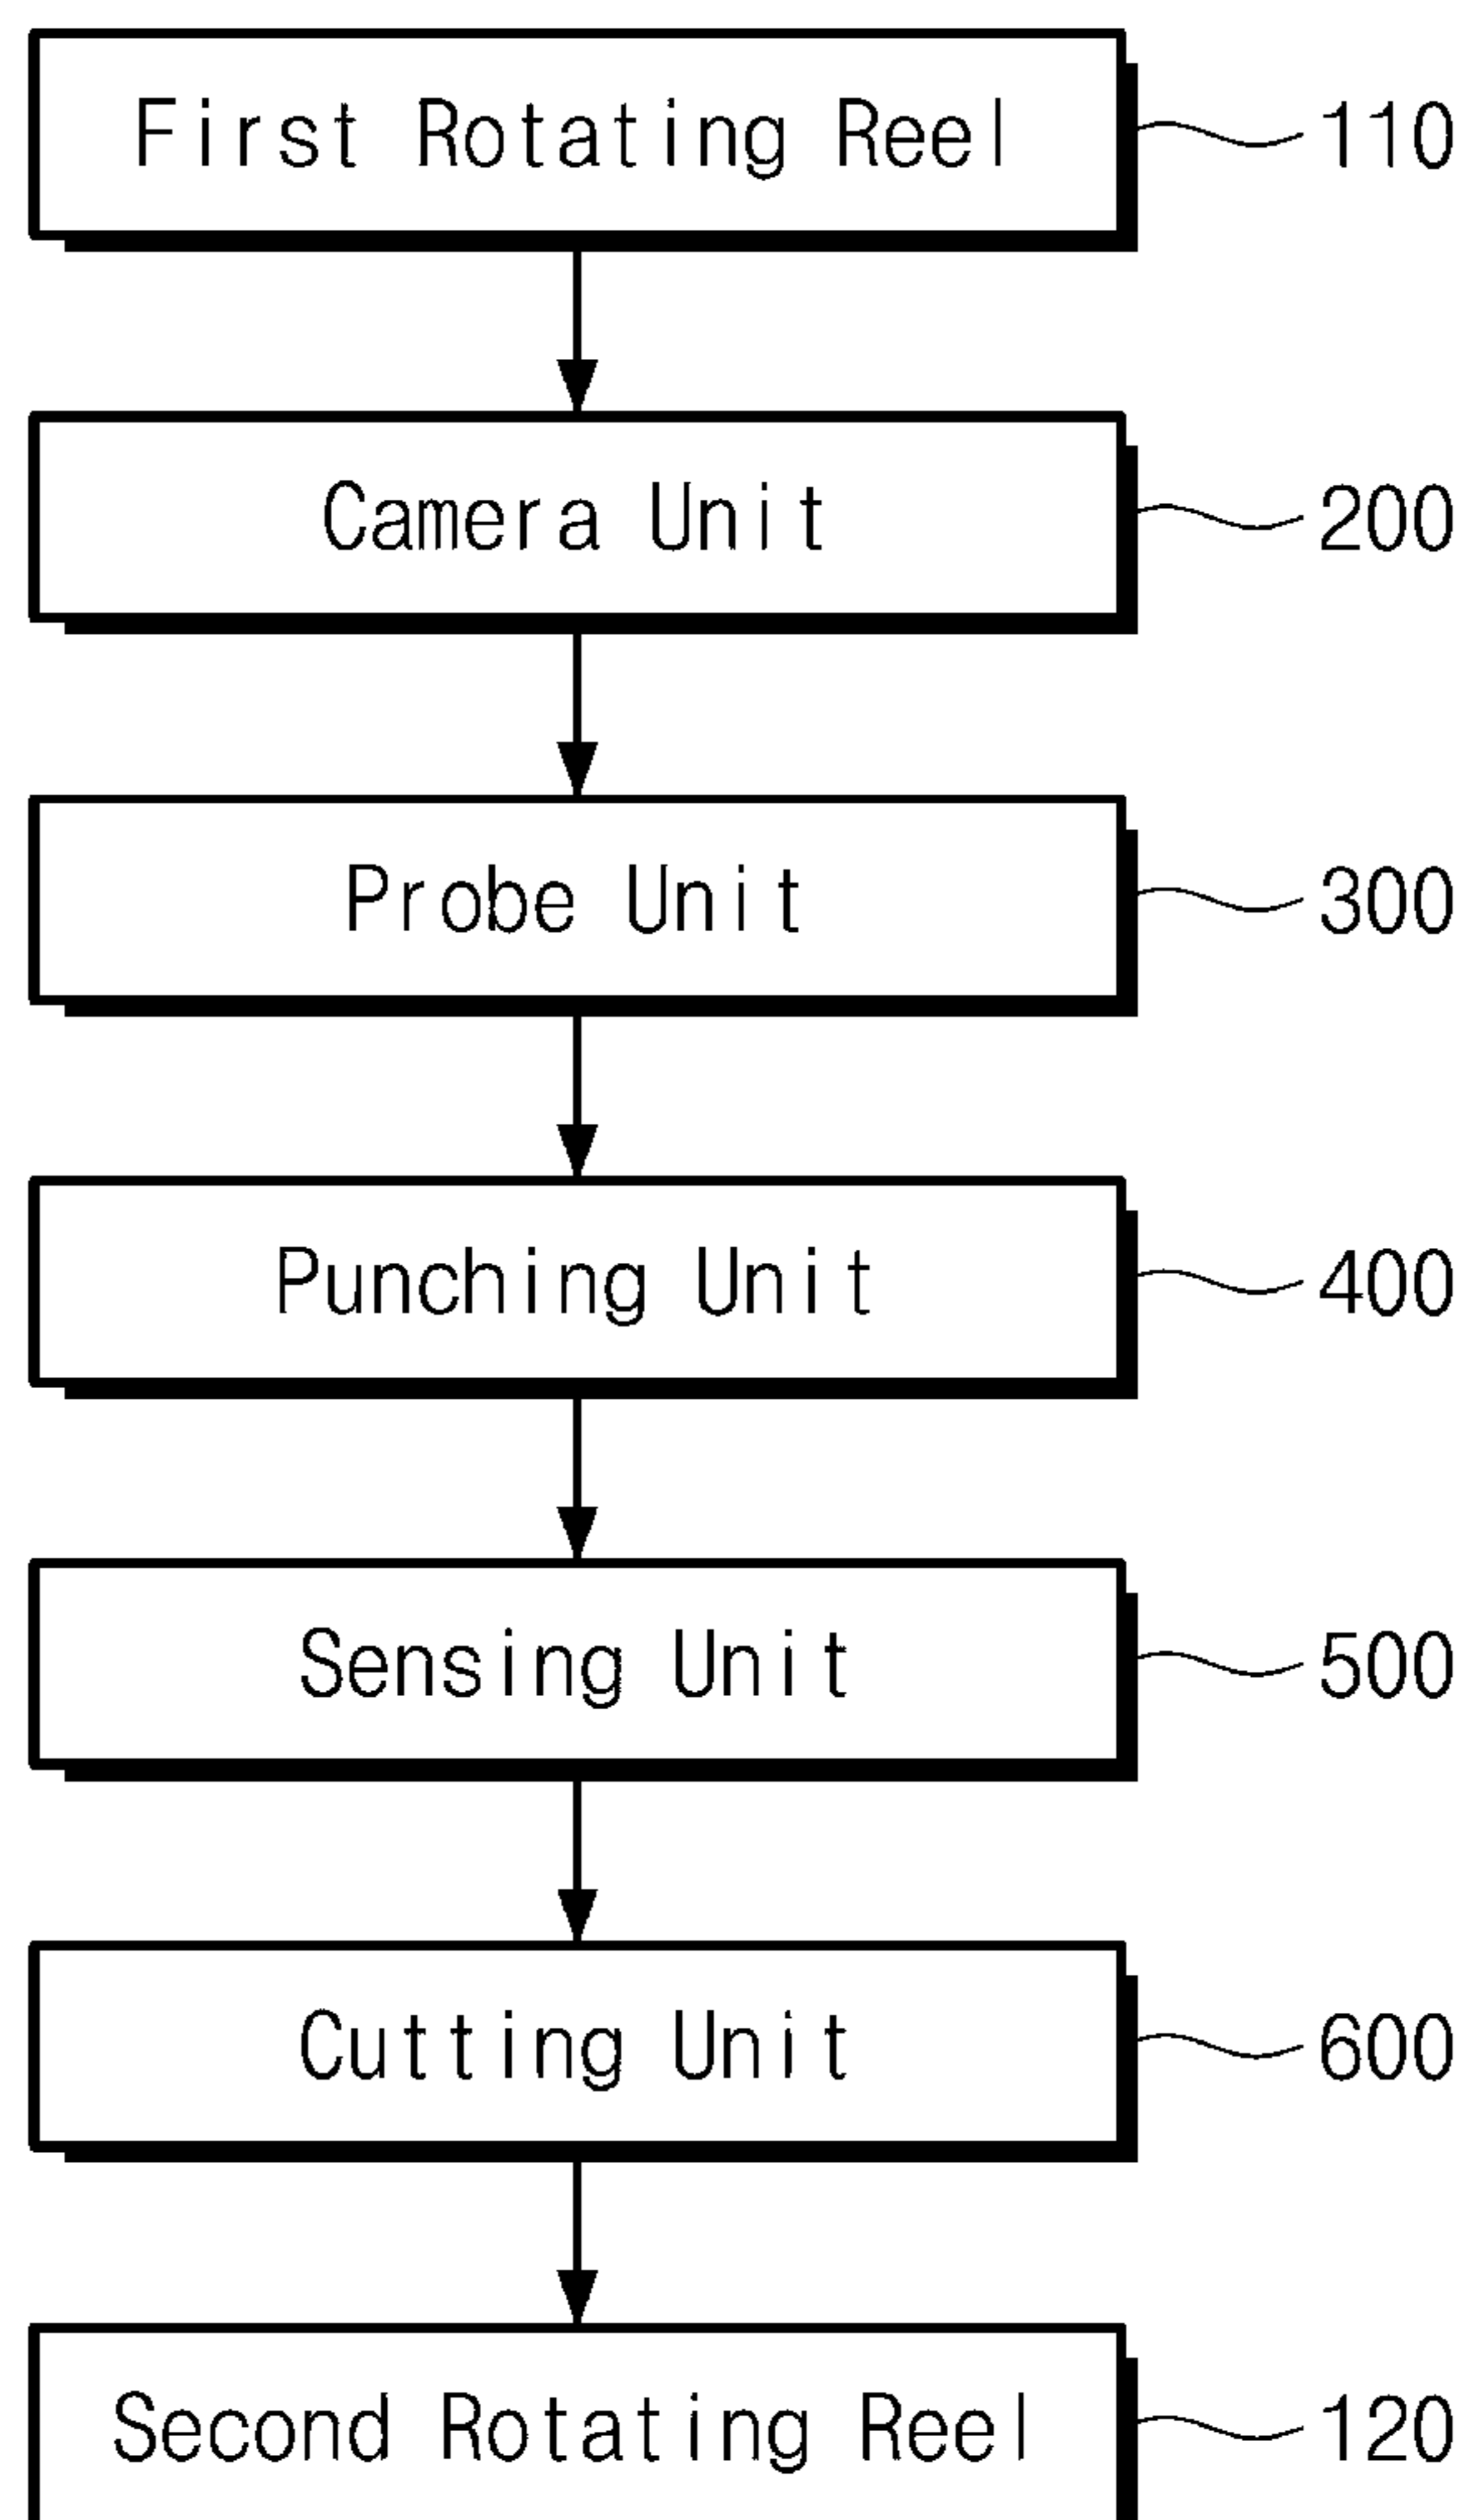 First Rotating Reel 110
Camera Unit 200
Probe Unit 300
Punching Unit 400
Sensing Unit 500
Cutting Unit 600
Second Rotating Reel 120